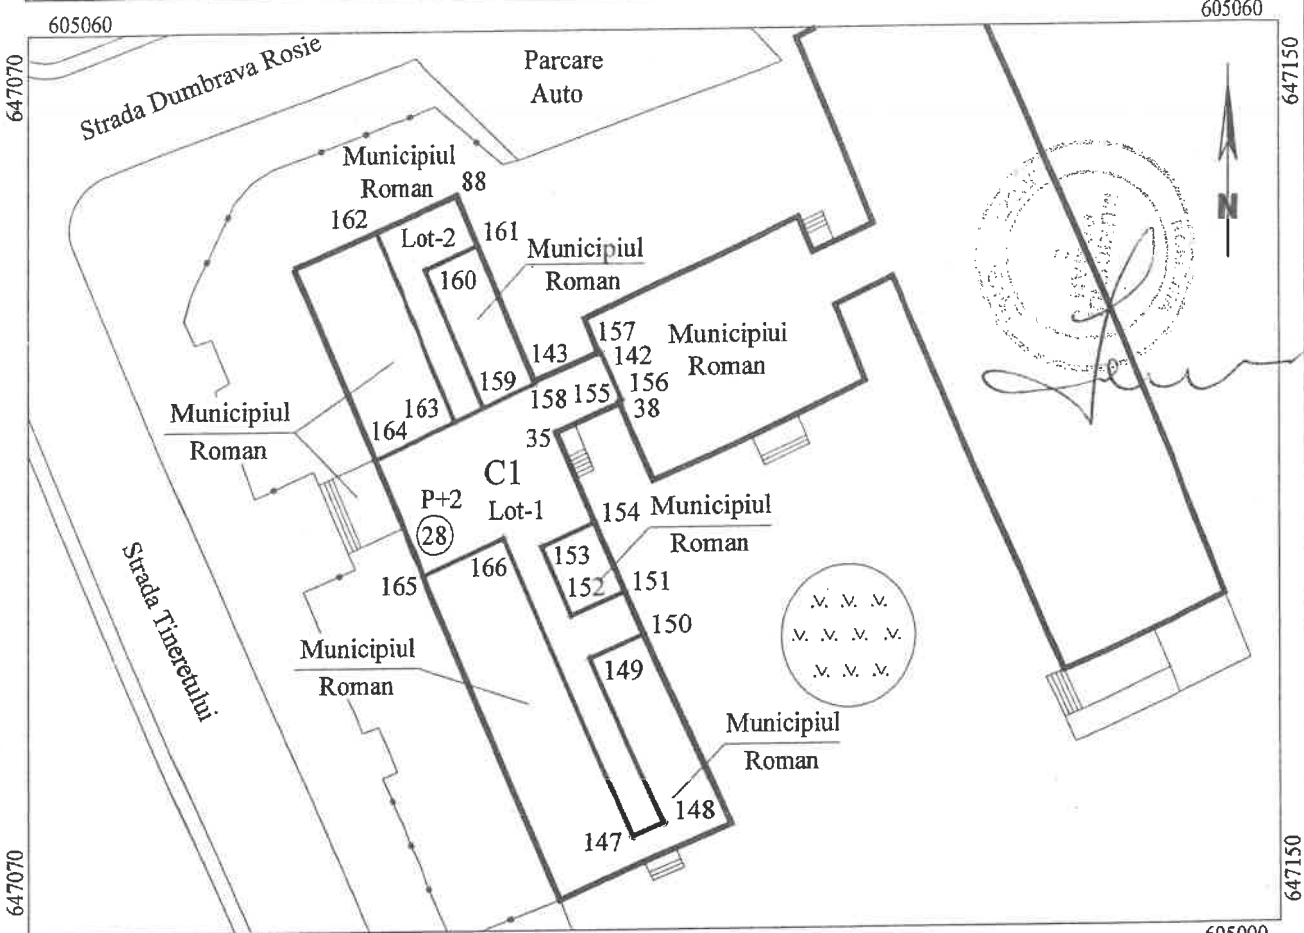 605060
605060
647070
647150
Strada Dumbrava Rosie
Parcare
Auto
Municipiul
Roman
88
162
Lot-2
161
Municipiul
Roman
160
N
157
143
142
Municipiul
Roman
156
159
158
155
38
163
Municipiul
Roman
164
35
C1
P+2
Lot-1
28
154
Municipiul
Roman
153
166
152
151
165
150
Strada Tineretului
Municipiul
Roman
149
.v. .v. .v.
.v. .v. .v. .v.
.v. .v. .v.
Municipiul
Roman
148
147
647070
647150
605000